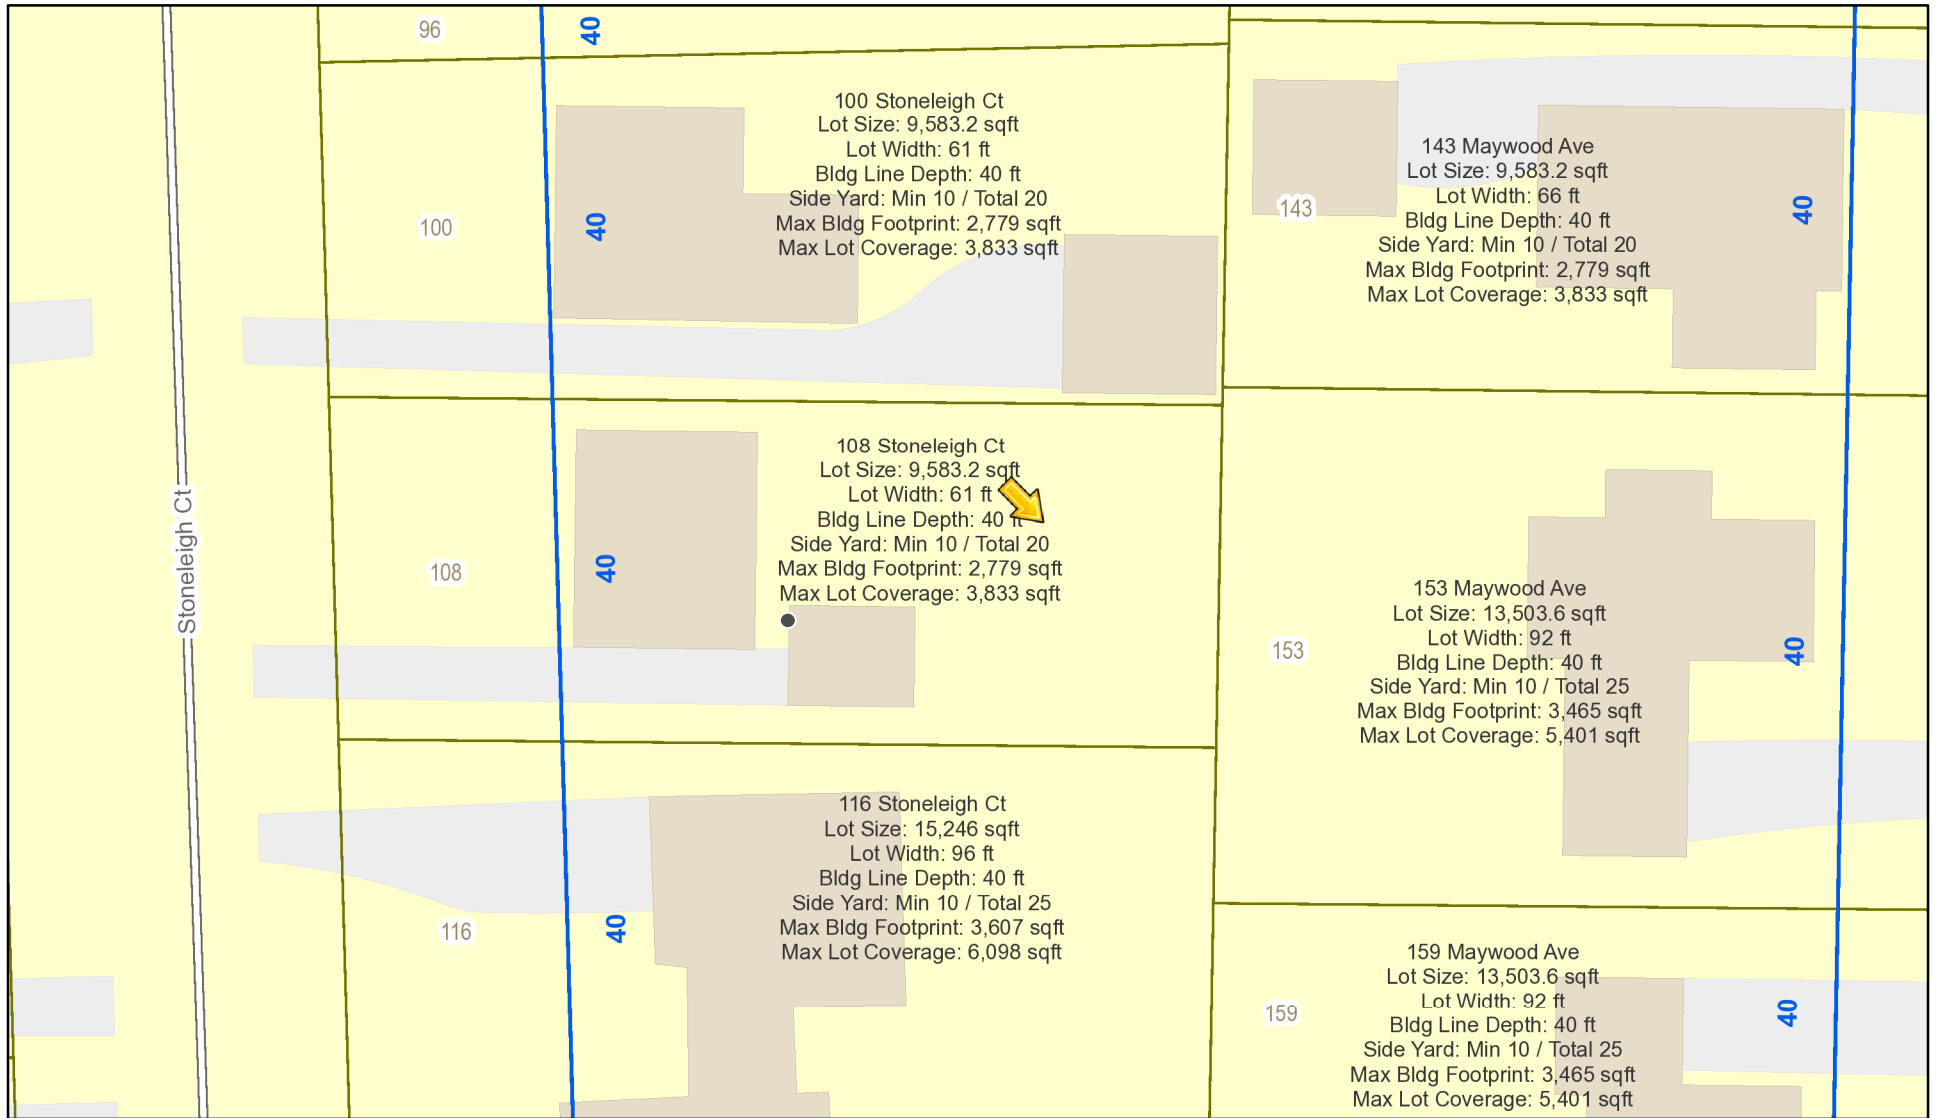 96
40
100 Stoneleigh Ct
Lot Size: 9,583.2 sqft
Lot Width: 61 ft
Bldg Line Depth: 40 ft
Side Yard: Min 10 / Total 20
Max Bldg Footprint: 2,779 sqft
Max Lot Coverage: 3,833 sqft
100
40
143 Maywood Ave
Lot Size: 9,583.2 sqft
Lot Width: 66 ft
Bldg Line Depth: 40 ft
Side Yard: Min 10 / Total 20
Max Bldg Footprint: 2,779 sqft
Max Lot Coverage: 3,833 sqft
143
40
108 Stoneleigh Ct
Lot Size: 9,583.2 sqft
Lot Width: 61 ft
Bldg Line Depth: 40 ft
Side Yard: Min 10 / Total 20
Max Bldg Footprint: 2,779 sqft
Max Lot Coverage: 3,833 sqft
Stoneleigh Ct
108
40
153 Maywood Ave
Lot Size: 13,503.6 sqft
Lot Width: 92 ft
Bldg Line Depth: 40 ft
Side Yard: Min 10 / Total 25
Max Bldg Footprint: 3,465 sqft
Max Lot Coverage: 5,401 sqft
153
40
116 Stoneleigh Ct
Lot Size: 15,246 sqft
Lot Width: 96 ft
Bldg Line Depth: 40 ft
Side Yard: Min 10 / Total 25
Max Bldg Footprint: 3,607 sqft
Max Lot Coverage: 6,098 sqft
116
40
159 Maywood Ave
Lot Size: 13,503.6 sqft
Lot Width: 92 ft
Bldg Line Depth: 40 ft
Side Yard: Min 10 / Total 25
Max Bldg Footprint: 3,465 sqft
Max Lot Coverage: 5,401 sqft
159
40